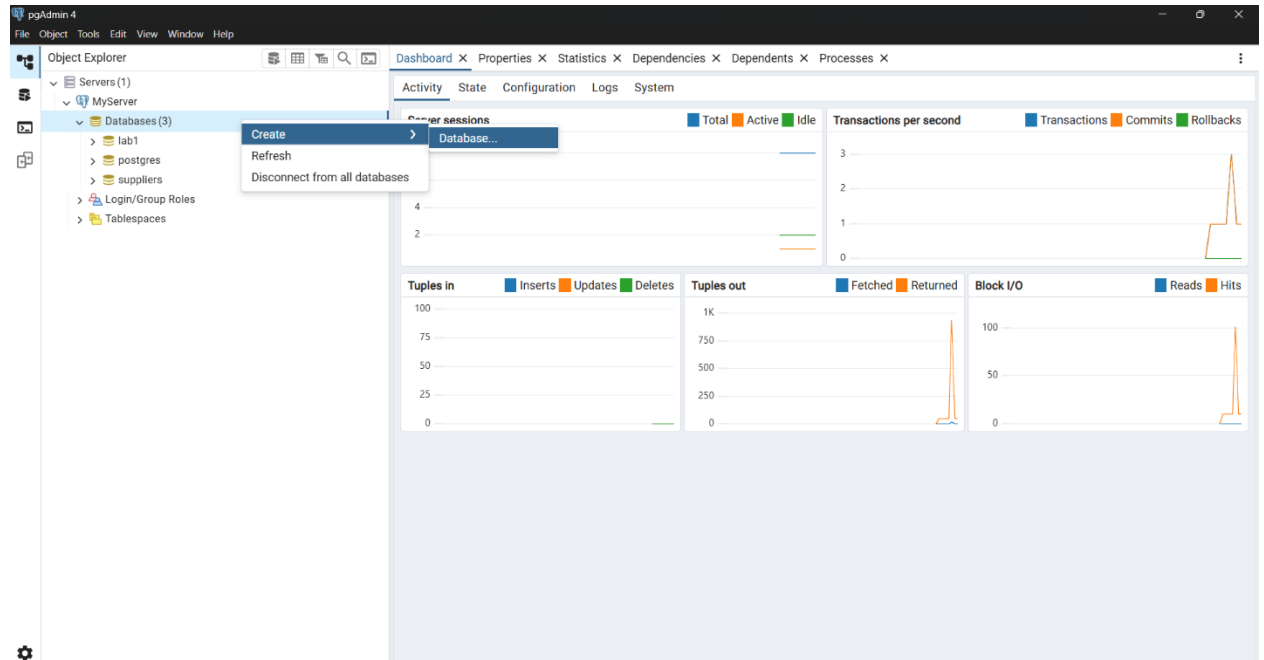 pgAdmin 4
File Object Tools Edit View Window Help
Object Explorer
Servers (1)
MyServer
Databases (3)
lab1
postgres
suppliers
Login/Group Roles
Tablespaces
Create
Database...
Refresh
Disconnect from all databases
Dashboard Properties Statistics Dependencies Dependents Processes
Activity State Configuration Logs System
Server sessions
Total Active Idle
4
2
Transactions per second
Transactions Commits Rollbacks
3
2
1
0
Tuples in
Inserts Updates Deletes
100
75
50
25
0
Tuples out
Fetched Returned
1K
750
500
250
0
Block I/O
Reads Hits
100
50
0